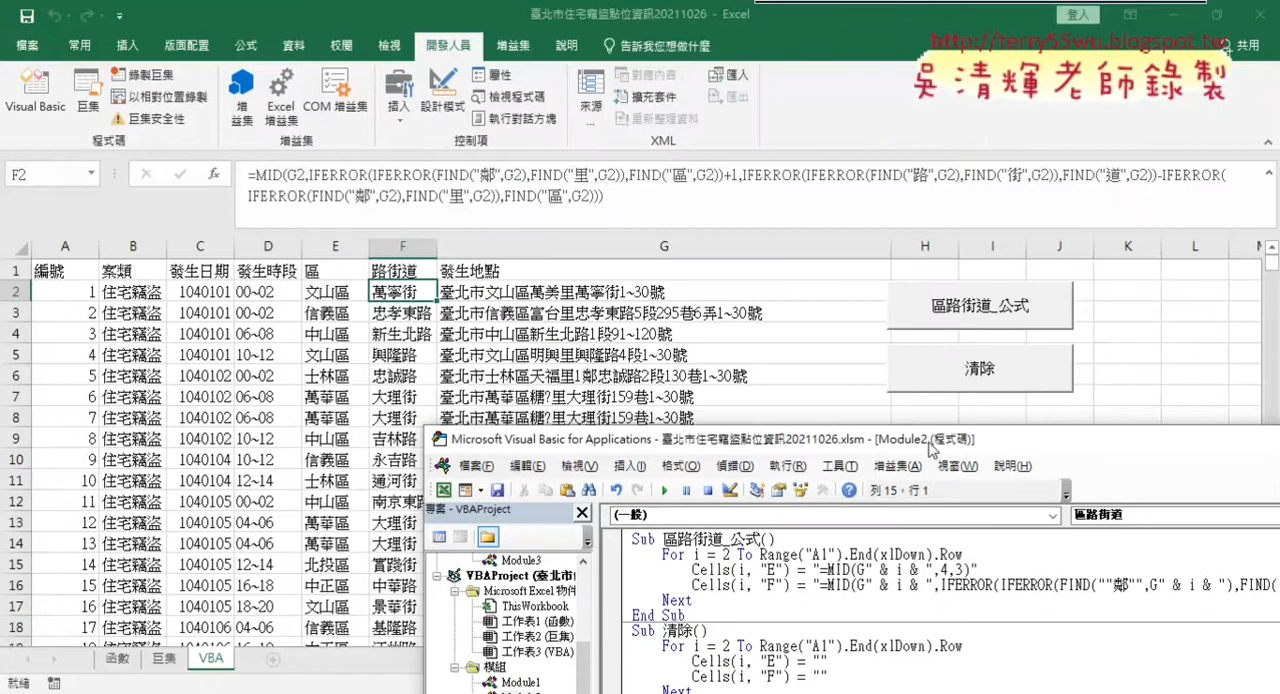 臺北市住宅竊盜點位資訊20211026 - Excel
登入
檔案 常用 插入 版面配置 公式 資料 校閱 檢視 開發人員 增益集 說明 告訴我您想做什麼 共用
http://terry55wu.blogspot.tw
吳清輝老師錄製
Visual Basic 巨集 錄製巨集 以相對位置錄製 巨集安全性
增益集 Excel 增益集 COM 增益集
插入 設計模式 屬性 檢視程式碼 執行對話方塊
來源 對應內容 擴充套件 重新整理資料 匯入 匯出
程式碼 增益集 控制項 XML
F2
=MID(G2,IFERROR(IFERROR(FIND("鄰",G2),FIND("里",G2)),FIND("區",G2))+1,IFERROR(IFERROR(FIND("路",G2),FIND("街",G2)),FIND("道",G2))-IFERROR(
IFERROR(FIND("鄰",G2),FIND("里",G2)),FIND("區",G2)))
A B C D E F G H I J K L
1 編號 案類 發生日期 發生時段 區 路街道 發生地點
2 1 住宅竊盜 1040101 00~02 文山區 萬寧街 臺北市文山區萬美里萬寧街1~30號
3 2 住宅竊盜 1040101 00~02 信義區 忠孝東路 臺北市信義區富台里忠孝東路5段295巷6弄1~30號
4 3 住宅竊盜 1040101 06~08 中山區 新生北路 臺北市中山區新生北路1段91~120號
5 4 住宅竊盜 1040101 10~12 文山區 興隆路 臺北市文山區明興里興隆路4段1~30號
6 5 住宅竊盜 1040102 00~02 士林區 忠誠路 臺北市士林區天福里1鄰忠誠路2段130巷1~30號
7 6 住宅竊盜 1040102 06~08 萬華區 大理街 臺北市萬華區糖?里大理街159巷1~30號
8 7 住宅竊盜 1040102 06~08 萬華區 大理街 臺北市萬華區糖?里大理街159巷1~30號
9 8 住宅竊盜 1040102 10~12 中山區 吉林路
10 9 住宅竊盜 1040104 10~12 信義區 永吉路
11 10 住宅竊盜 1040104 12~14 士林區 通河街
12 11 住宅竊盜 1040105 00~02 中山區 南京東
13 12 住宅竊盜 1040105 04~06 萬華區 大理街
14 13 住宅竊盜 1040105 04~06 萬華區 大理街
15 14 住宅竊盜 1040105 12~14 北投區 實踐街
16 15 住宅竊盜 1040105 16~18 中正區 中華路
17 16 住宅竊盜 1040105 18~20 文山區 景華街
18 17 住宅竊盜 1040106 04~06 信義區 基隆路
區路街道_公式
清除
Microsoft Visual Basic for Applications - 臺北市住宅竊盜點位資訊20211026.xlsm - [Module2 (程式碼)]
檔案(F) 編輯(E) 檢視(V) 插入(I) 格式(O) 偵錯(D) 執行(R) 工具(T) 增益集(A) 視窗(W) 說明(H)
列 15，行 1
專案 - VBAProject
(一般) 區路街道
Module3
VBAProject (臺北市
Microsoft Excel 物件
ThisWorkbook
工作表1 (函數)
工作表2 (巨集)
工作表3 (VBA)
模組
Module1
Sub 區路街道_公式()
For i = 2 To Range("A1").End(xlDown).Row
Cells(i, "E") = "=MID(G" & i & ",4,3)"
Cells(i, "F") = "=MID(G" & i & ",IFERROR(IFERROR(FIND(""鄰"",G" & i & "),FIND(
Next
End Sub
Sub 清除()
For i = 2 To Range("A1").End(xlDown).Row
Cells(i, "E") = ""
Cells(i, "F") = ""
Next
函數 巨集 VBA
就緒